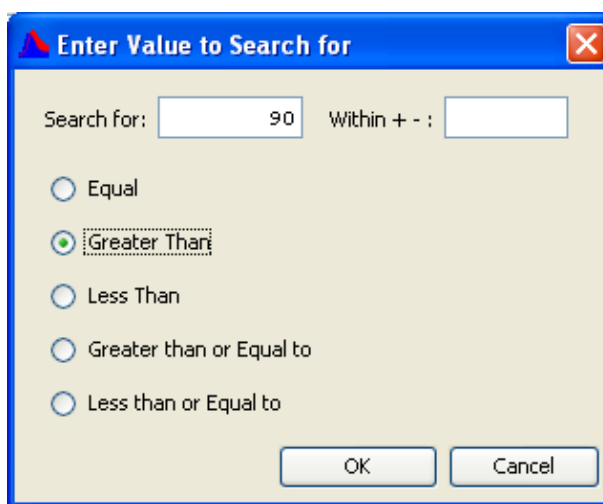 Enter Value to Search for
Search for: 90 Within + - :
Equal
Greater Than
Less Than
Greater than or Equal to
Less than or Equal to
OK Cancel